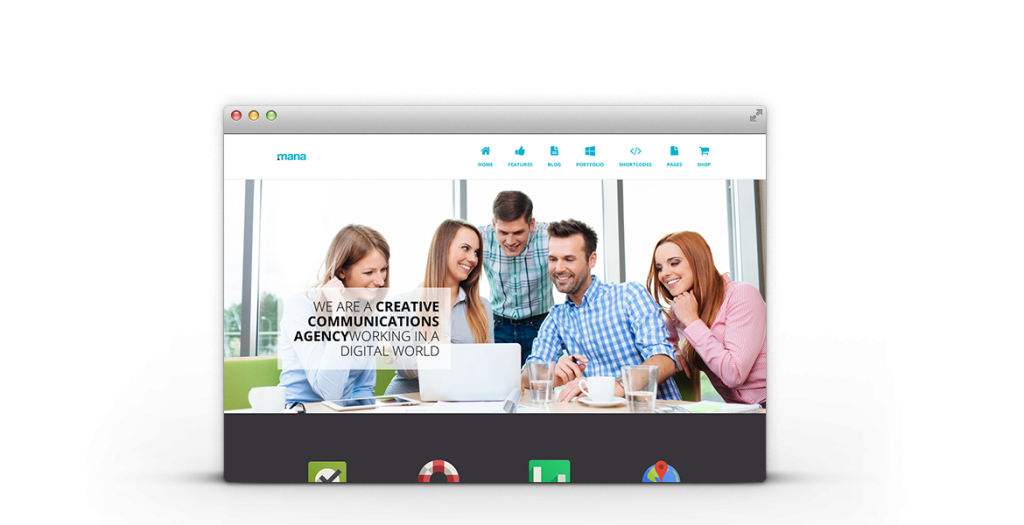 mana
HOME FEATURES BLOG PORTFOLIO SHORTCODES PAGES SHOP
WE ARE A CREATIVE
COMMUNICATIONS
AGENCYWORKING IN A
DIGITAL WORLD